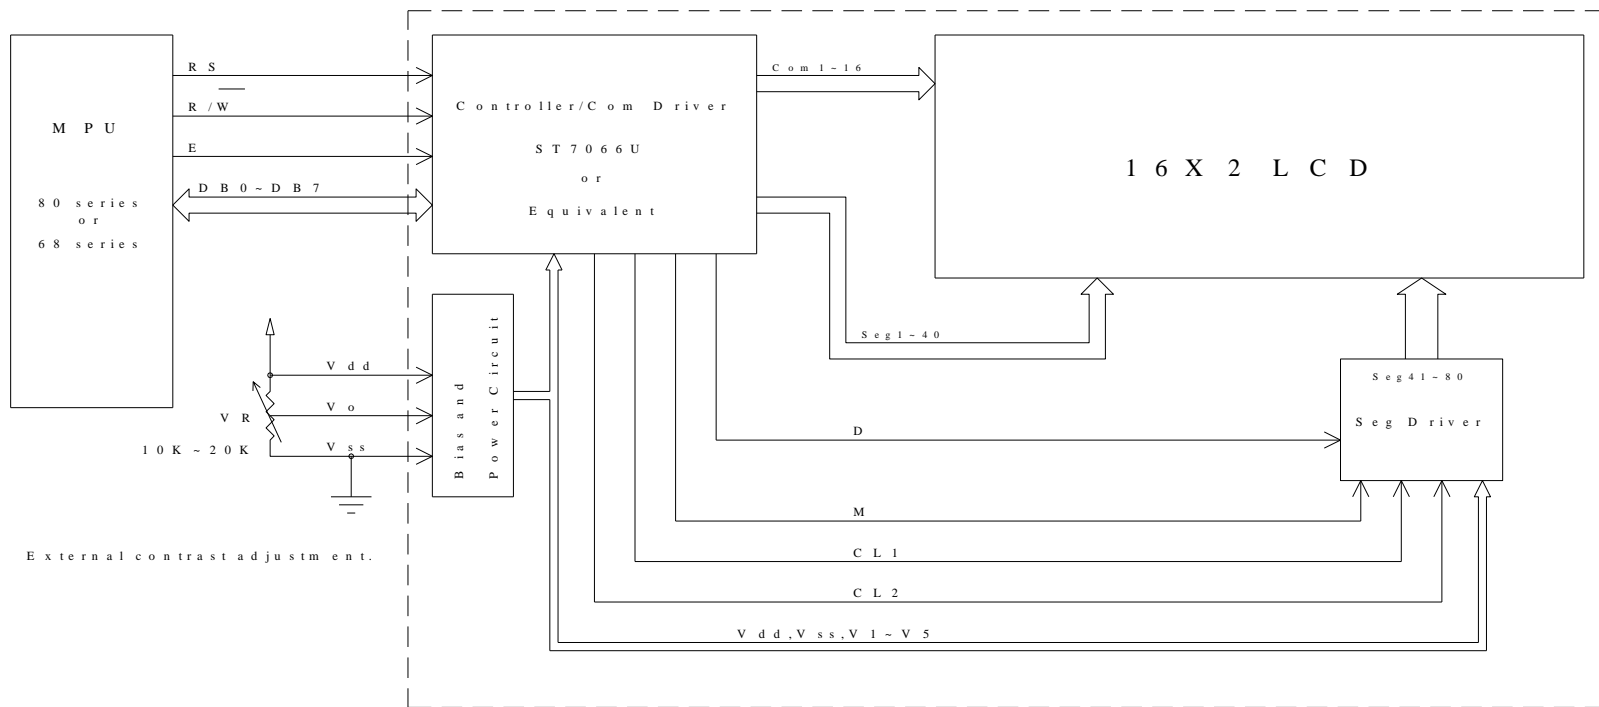 MPU
80 series
or
68 series
RS
R/W
E
DB0~DB7
Controller/Com Driver
ST7066U
or
Equivalent
Com1~16
16X2 LCD
Seg1~40
Seg41~80
Seg Driver
Bias and
Power Circuit
Vdd
Vo
Vss
VR
10K~20K
External contrast adjustment.
D
M
CL1
CL2
Vdd,Vss,V1~V5